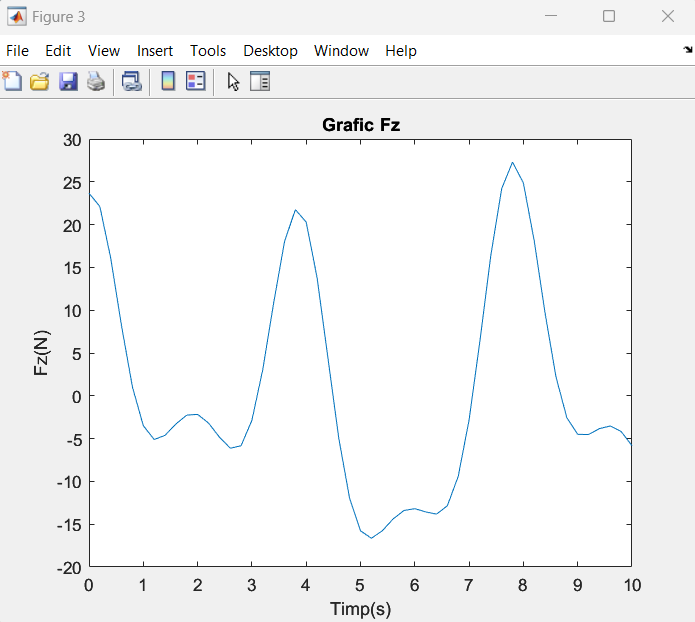 Figure 3
File Edit View Insert Tools Desktop Window Help
Grafic Fz
30
25
20
15
10
5
0
-5
-10
-15
-20
Fz(N)
0 1 2 3 4 5 6 7 8 9 10
Timp(s)